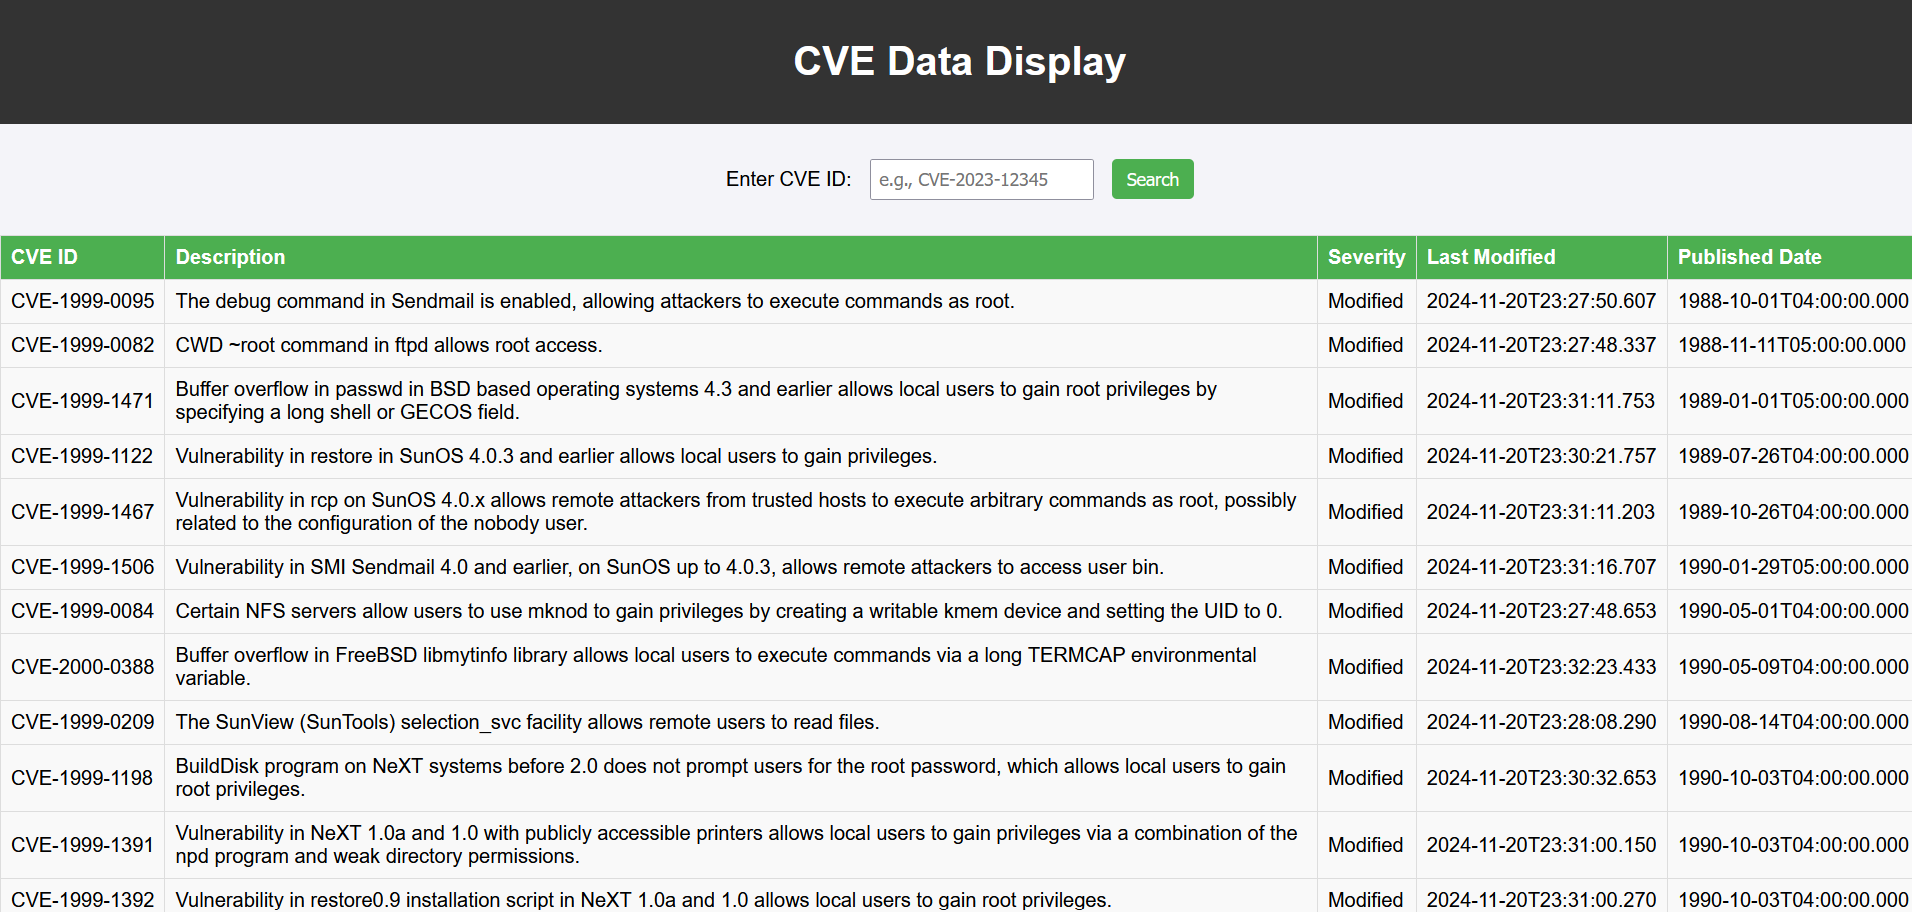 CVE Data Display
Enter CVE ID: e.g., CVE-2023-12345 Search
CVE ID Description Severity Last Modified Published Date
CVE-1999-0095 The debug command in Sendmail is enabled, allowing attackers to execute commands as root. Modified 2024-11-20T23:27:50.607 1988-10-01T04:00:00.000
CVE-1999-0082 CWD ~root command in ftpd allows root access. Modified 2024-11-20T23:27:48.337 1988-11-11T05:00:00.000
CVE-1999-1471 Buffer overflow in passwd in BSD based operating systems 4.3 and earlier allows local users to gain root privileges by
specifying a long shell or GECOS field. Modified 2024-11-20T23:31:11.753 1989-01-01T05:00:00.000
CVE-1999-1122 Vulnerability in restore in SunOS 4.0.3 and earlier allows local users to gain privileges. Modified 2024-11-20T23:30:21.757 1989-07-26T04:00:00.000
CVE-1999-1467 Vulnerability in rcp on SunOS 4.0.x allows remote attackers from trusted hosts to execute arbitrary commands as root, possibly
related to the configuration of the nobody user. Modified 2024-11-20T23:31:11.203 1989-10-26T04:00:00.000
CVE-1999-1506 Vulnerability in SMI Sendmail 4.0 and earlier, on SunOS up to 4.0.3, allows remote attackers to access user bin. Modified 2024-11-20T23:31:16.707 1990-01-29T05:00:00.000
CVE-1999-0084 Certain NFS servers allow users to use mknod to gain privileges by creating a writable kmem device and setting the UID to 0. Modified 2024-11-20T23:27:48.653 1990-05-01T04:00:00.000
CVE-2000-0388 Buffer overflow in FreeBSD libmytinfo library allows local users to execute commands via a long TERMCAP environmental
variable. Modified 2024-11-20T23:32:23.433 1990-05-09T04:00:00.000
CVE-1999-0209 The SunView (SunTools) selection_svc facility allows remote users to read files. Modified 2024-11-20T23:28:08.290 1990-08-14T04:00:00.000
CVE-1999-1198 BuildDisk program on NeXT systems before 2.0 does not prompt users for the root password, which allows local users to gain
root privileges. Modified 2024-11-20T23:30:32.653 1990-10-03T04:00:00.000
CVE-1999-1391 Vulnerability in NeXT 1.0a and 1.0 with publicly accessible printers allows local users to gain privileges via a combination of the
npd program and weak directory permissions. Modified 2024-11-20T23:31:00.150 1990-10-03T04:00:00.000
CVE-1999-1392 Vulnerability in restore0.9 installation script in NeXT 1.0a and 1.0 allows local users to gain root privileges. Modified 2024-11-20T23:31:00.270 1990-10-03T04:00:00.000